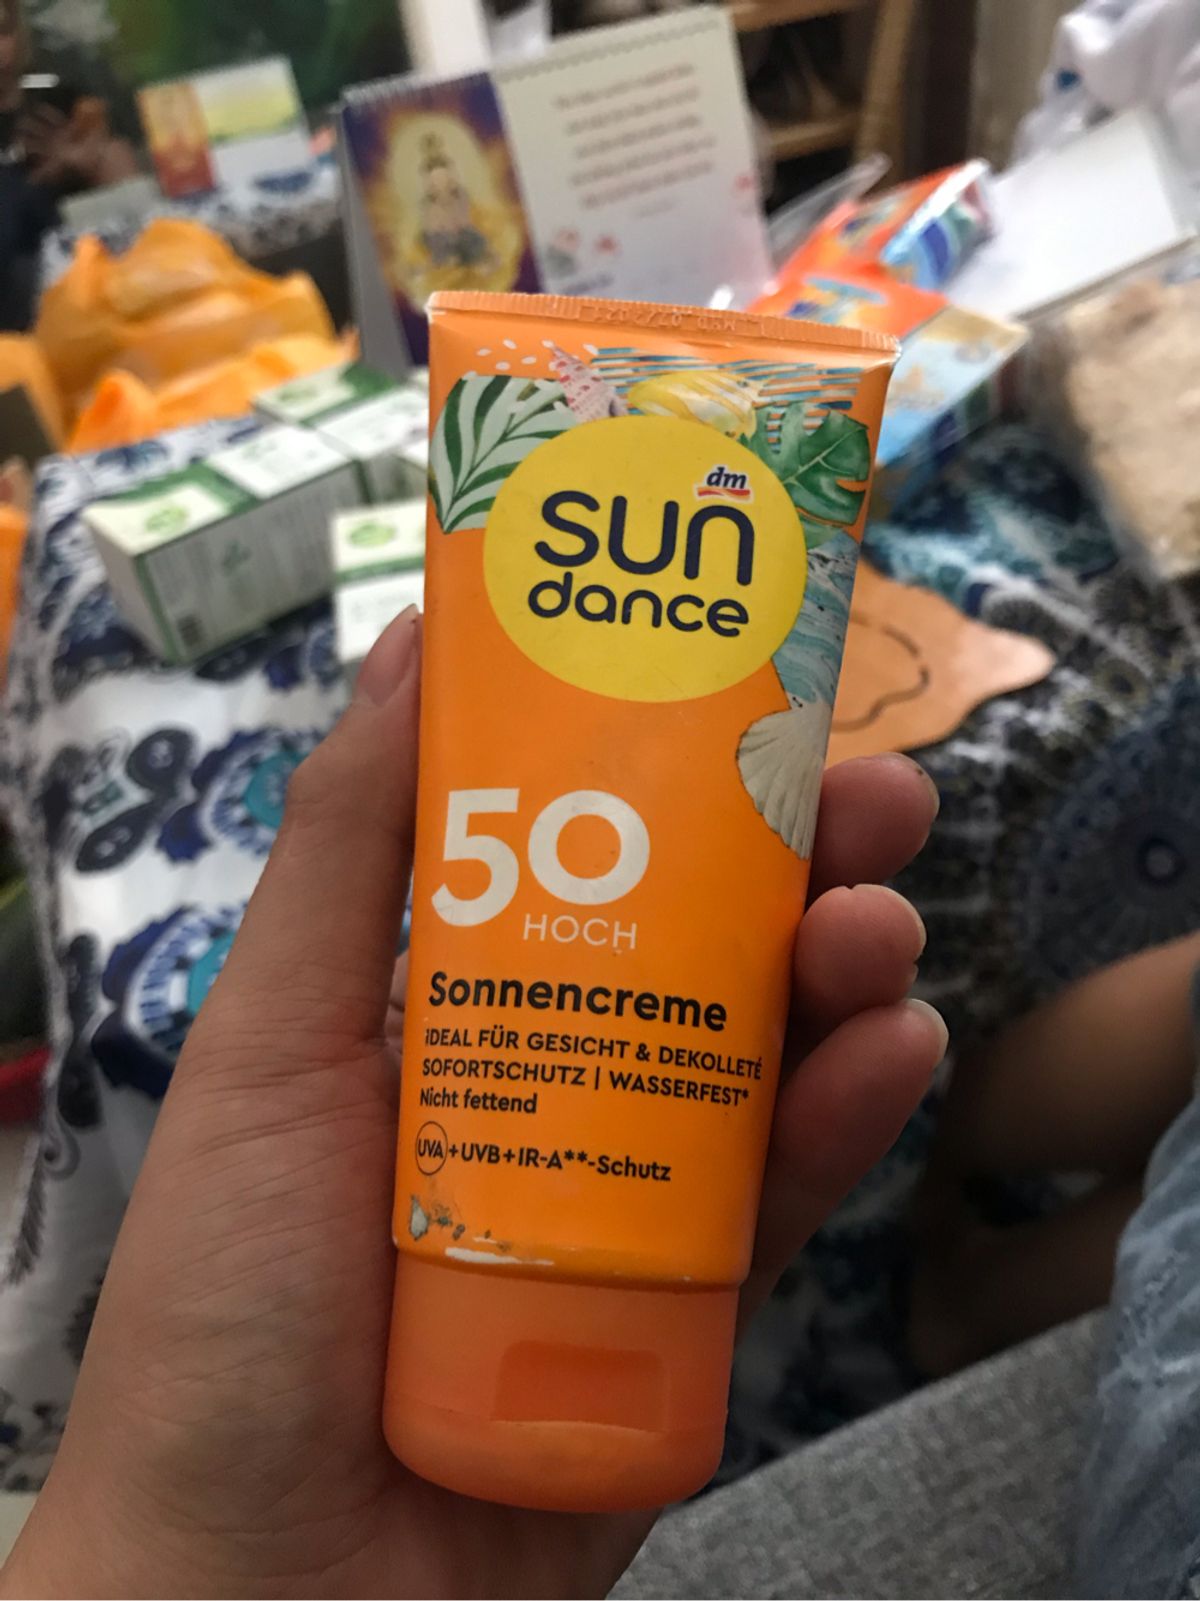 dm
SUN
dance
50
HOCH
Sonnencreme
IDEAL FÜR GESICHT & DEKOLLETÉ
SOFORTSCHUTZ | WASSERFEST*
Nicht fettend
UVA+UVB+IR-A**-Schutz